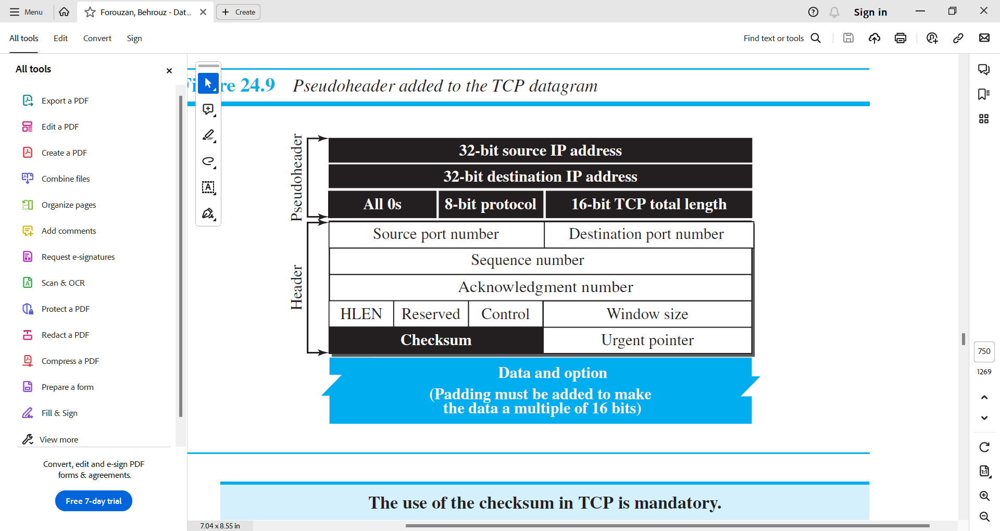 Menu
Forouzan, Behrouz - Dat...
Create
Sign in
All tools
Edit
Convert
Sign
Find text or tools
All tools
Export a PDF
Edit a PDF
Create a PDF
Combine files
Organize pages
Add comments
Request e-signatures
Scan & OCR
Protect a PDF
Redact a PDF
Compress a PDF
Prepare a form
Fill & Sign
View more
Convert, edit and e-sign PDF
forms & agreements.
Free 7-day trial
re 24.9 Pseudoheader added to the TCP datagram
Pseudoheader
32-bit source IP address
32-bit destination IP address
All 0s 8-bit protocol 16-bit TCP total length
Header
Source port number Destination port number
Sequence number
Acknowledgment number
HLEN Reserved Control Window size
Checksum Urgent pointer
Data and option
(Padding must be added to make
the data a multiple of 16 bits)
The use of the checksum in TCP is mandatory.
7.04 x 8.55 in
750
1269
1:1